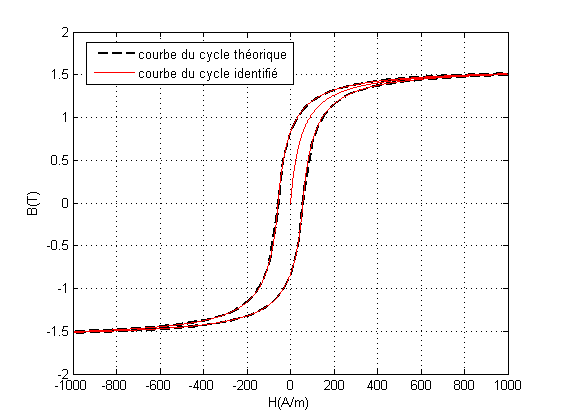 courbe du cycle théorique
courbe du cycle identifié
2
1.5
1
0.5
0
-0.5
-1
-1.5
-2
B(T)
-1000 -800 -600 -400 -200 0 200 400 600 800 1000
H(A/m)